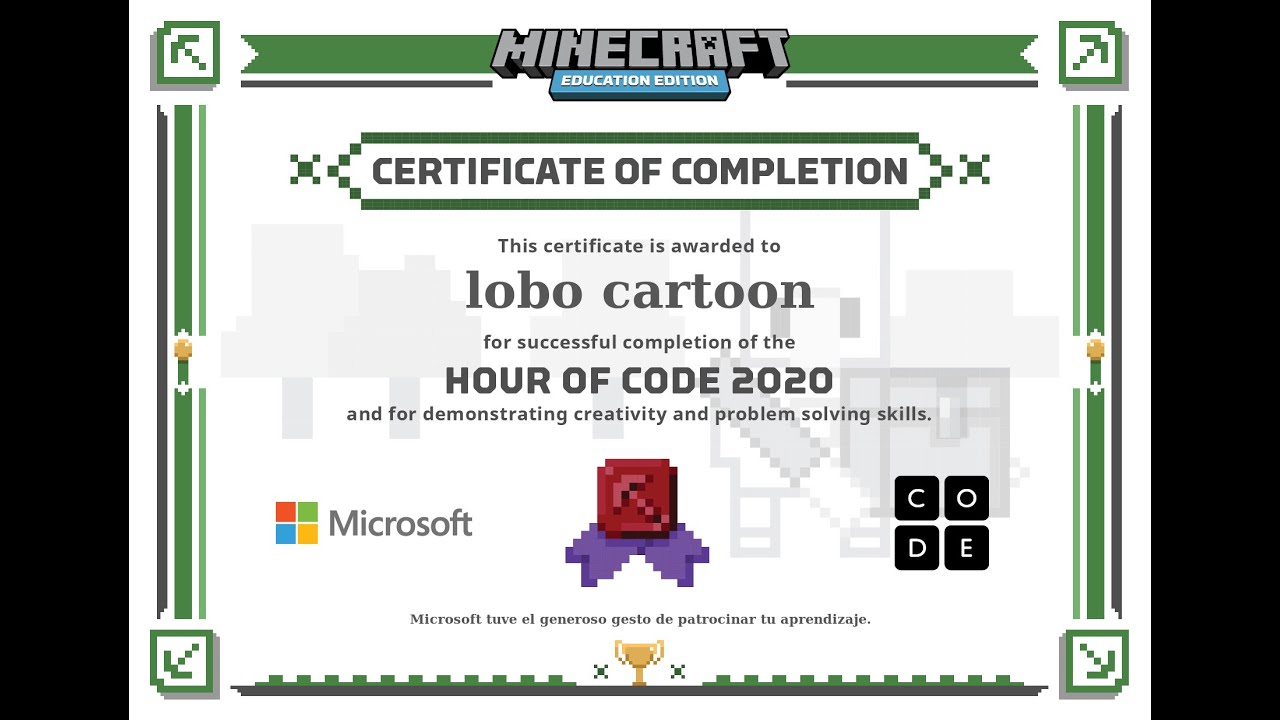 MINECRAFT
EDUCATION EDITION
CERTIFICATE OF COMPLETION
This certificate is awarded to
lobo cartoon
for successful completion of the
HOUR OF CODE 2020
and for demonstrating creativity and problem solving skills.
Microsoft
C O
D E
Microsoft tuve el generoso gesto de patrocinar tu aprendizaje.